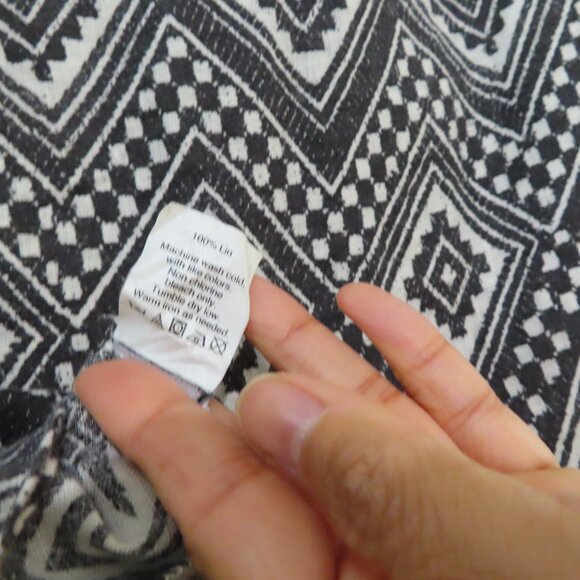 100% Lin
Machine wash cold,
with like colors.
Non chlorine
bleach only.
Tumble dry low.
Warm iron as needed.